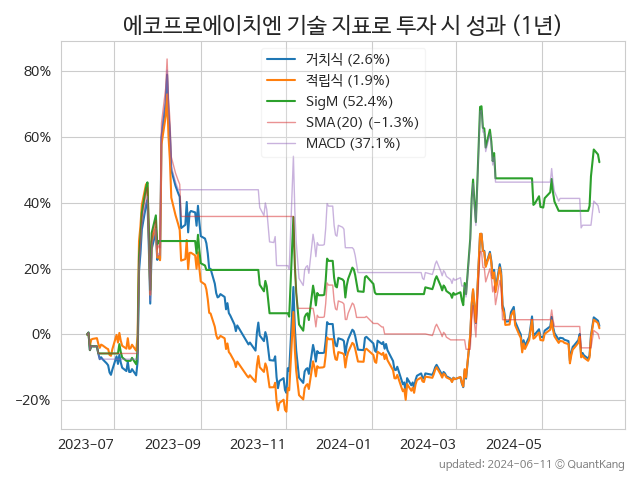 에코프로에이치엔 기술 지표로 투자 시 성과 (1년)
거치식 (2.6%)
적립식 (1.9%)
SigM (52.4%)
SMA(20) (−1.3%)
MACD (37.1%)
80%
60%
40%
20%
0%
−20%
2023-07 2023-09 2023-11 2024-01 2024-03 2024-05
updated: 2024-06-11 © QuantKang